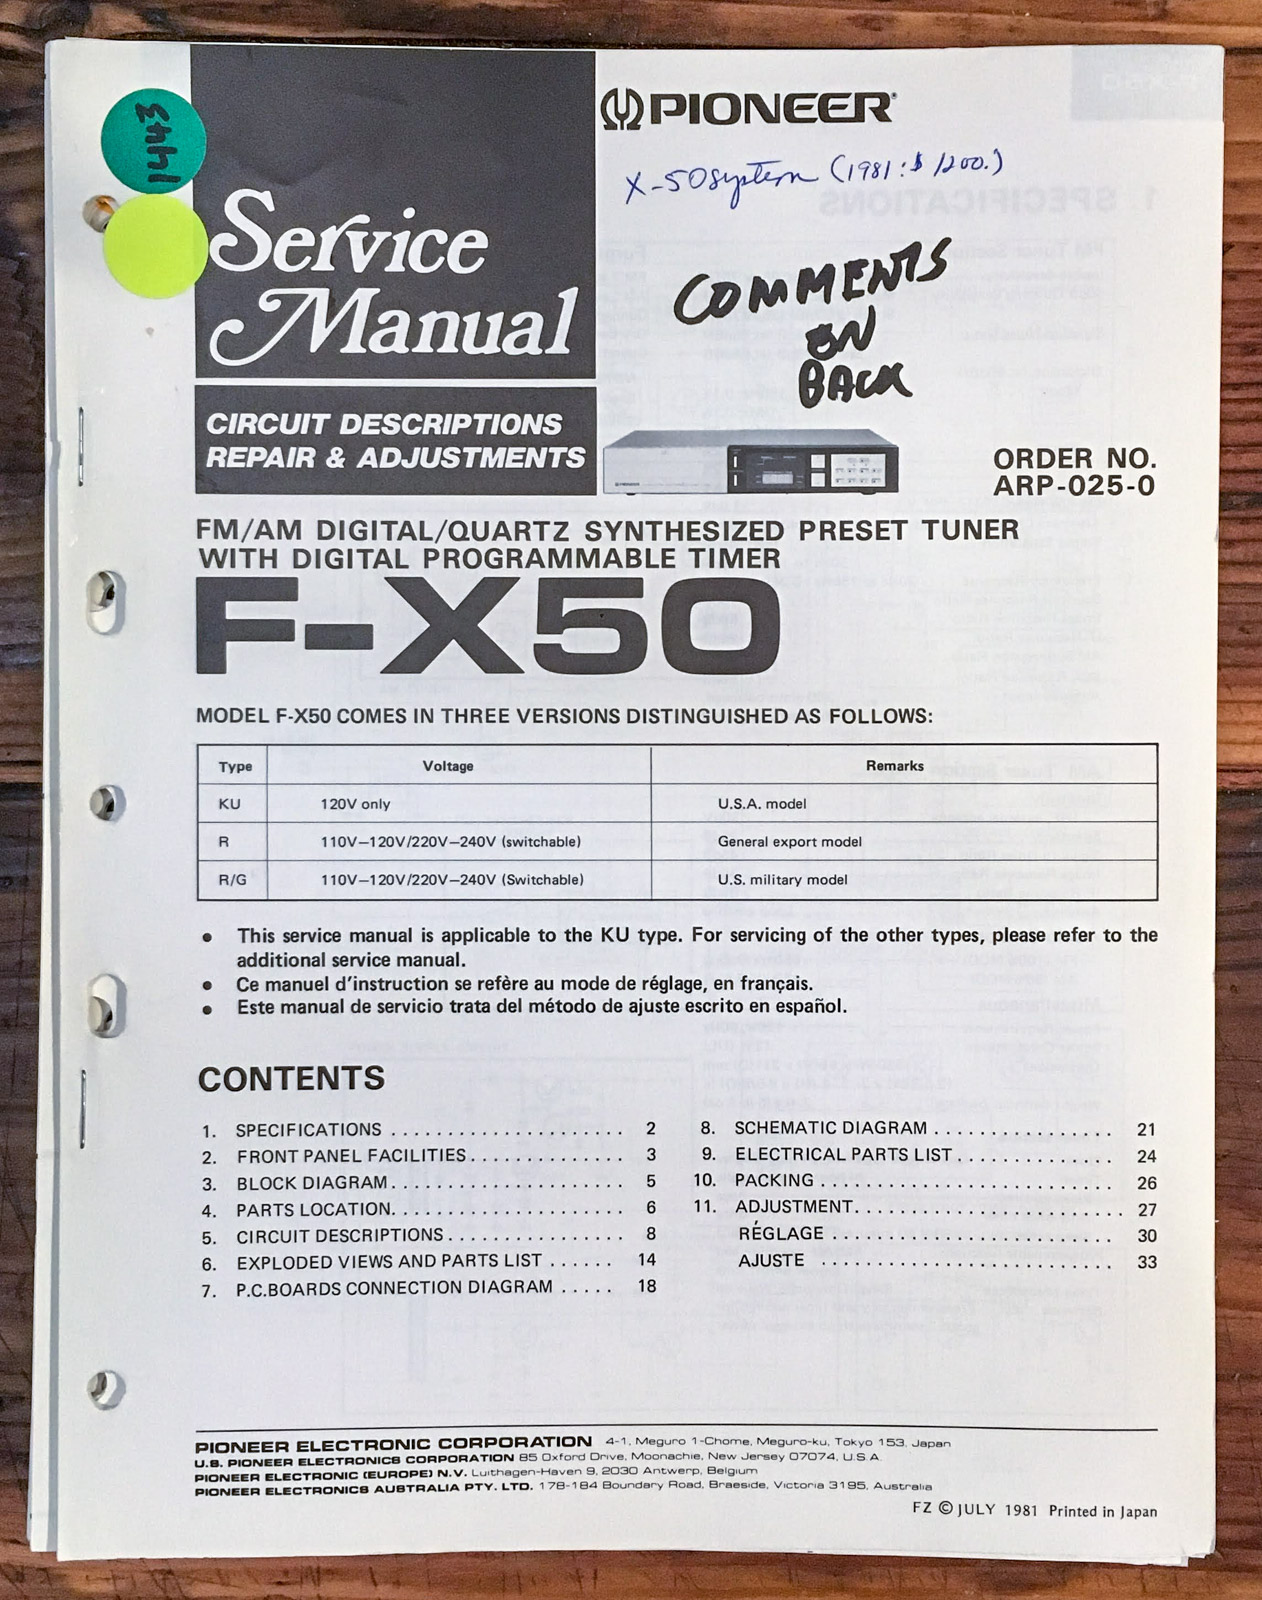 1443
PIONEER®
X-50 system (1981: $1200.)
Service
Manual
COMMENTS
ON
BACK
CIRCUIT DESCRIPTIONS
REPAIR & ADJUSTMENTS
PIONEER
ORDER NO.
ARP-025-0
FM/AM DIGITAL/QUARTZ SYNTHESIZED PRESET TUNER
WITH DIGITAL PROGRAMMABLE TIMER
F-X50
MODEL F-X50 COMES IN THREE VERSIONS DISTINGUISHED AS FOLLOWS:
Type Voltage Remarks
KU 120V only U.S.A. model
R 110V–120V/220V–240V (switchable) General export model
R/G 110V–120V/220V–240V (Switchable) U.S. military model
• This service manual is applicable to the KU type. For servicing of the other types, please refer to the
additional service manual.
• Ce manuel d'instruction se refère au mode de réglage, en français.
• Este manual de servicio trata del método de ajuste escrito en español.
CONTENTS
1. SPECIFICATIONS . . . . . . . . . . . . . . . . . . . . . 2
2. FRONT PANEL FACILITIES . . . . . . . . . . . . . . 3
3. BLOCK DIAGRAM . . . . . . . . . . . . . . . . . . . . . 5
4. PARTS LOCATION. . . . . . . . . . . . . . . . . . . . . 6
5. CIRCUIT DESCRIPTIONS . . . . . . . . . . . . . . . . 8
6. EXPLODED VIEWS AND PARTS LIST . . . . . . 14
7. P.C.BOARDS CONNECTION DIAGRAM . . . . . 18
8. SCHEMATIC DIAGRAM . . . . . . . . . . . . . . . . 21
9. ELECTRICAL PARTS LIST . . . . . . . . . . . . . . 24
10. PACKING . . . . . . . . . . . . . . . . . . . . . . . . . . 26
11. ADJUSTMENT. . . . . . . . . . . . . . . . . . . . . . . . 27
RÉGLAGE . . . . . . . . . . . . . . . . . . . . . . . . . 30
AJUSTE . . . . . . . . . . . . . . . . . . . . . . . . . . 33
PIONEER ELECTRONIC CORPORATION 4-1, Meguro 1-Chome, Meguro-ku, Tokyo 153, Japan
U.S. PIONEER ELECTRONICS CORPORATION 85 Oxford Drive, Moonachie, New Jersey 07074, U.S.A.
PIONEER ELECTRONIC (EUROPE) N.V. Luithagen-Haven 9, 2030 Antwerp, Belgium
PIONEER ELECTRONICS AUSTRALIA PTY. LTD. 178-184 Boundary Road, Braeside, Victoria 3195, Australia
FZ © JULY 1981 Printed in Japan